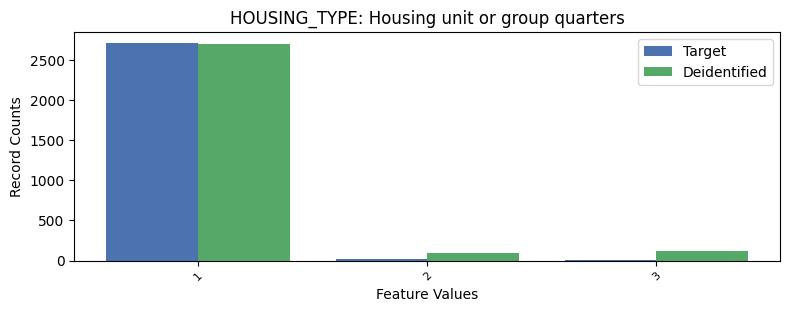 HOUSING_TYPE: Housing unit or group quarters
Target
Deidentified
Record Counts
2500
2000
1500
1000
500
0
1
2
3
Feature Values